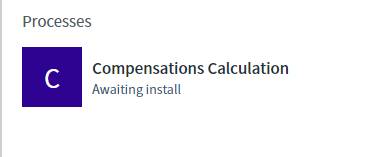 Processes
C
Compensations Calculation
Awaiting install